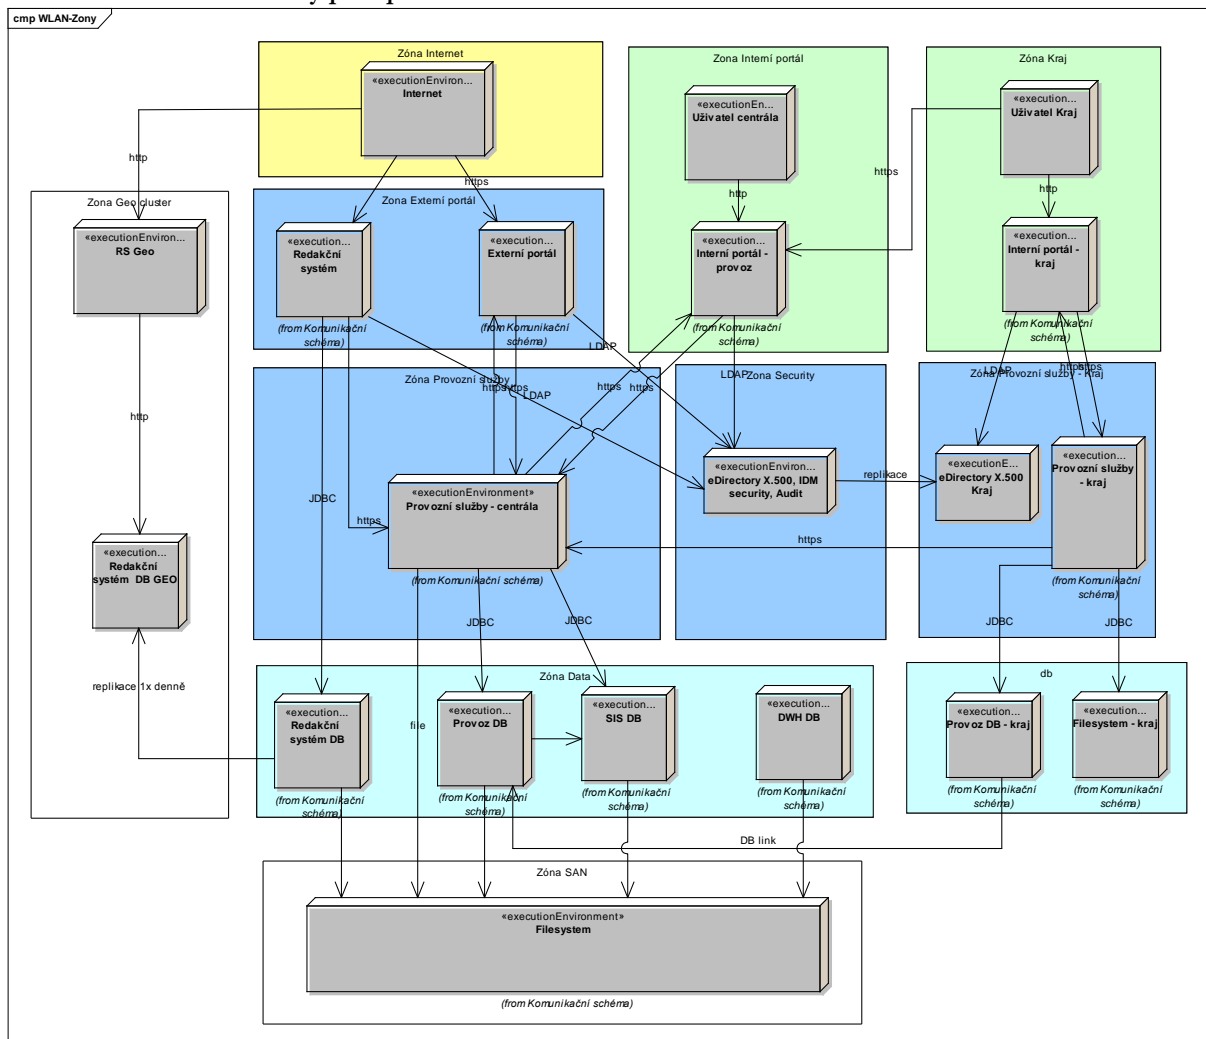 cmp WLAN-Zony
Zóna Internet
«executionEnviron...
Internet
Zona Interní portál
«executionEn...
Uživatel centrála
Zóna Kraj
«execution...
Uživatel Kraj
http
https
https
http
http
Zona Geo cluster
«executionEnviron...
RS Geo
Zona Externí portál
«execution...
Redakční
systém
(from Komunikační
schéma)
«execution...
Externí portál
(from Komunikační
schéma)
«execution...
Interní portál -
provoz
(from Komunikační
schéma)
«execution...
Interní portál -
kraj
(from Komunikační
schéma)
LDAP
Zóna Provozní služby
Zona Security
LDAP
Zóna Provozní služby - Kraj
LDAP
https
https
https
https
LDAP
https
https
http
«executionEnvironment»
Provozní služby - centrála
(from Komunikační schéma)
«executionEnviron...
eDirectory X.500, IDM
security, Audit
replikace
«executionE...
eDirectory X.500
Kraj
«execution...
Provozní služby
- kraj
(from Komunikační
schéma)
JDBC
https
https
«execution...
Redakční
systém DB GEO
JDBC
JDBC
JDBC
JDBC
replikace 1x denně
Zóna Data
«execution...
Redakční
systém DB
(from Komunikační
schéma)
file
«execution...
Provoz DB
(from Komunikační
schéma)
«execution...
SIS DB
(from Komunikační
schéma)
«execution...
DWH DB
(from Komunikační
schéma)
db
«execution...
Provoz DB - kraj
(from Komunikační
schéma)
«execution...
Filesystem - kraj
(from Komunikační
schéma)
DB link
Zóna SAN
«executionEnvironment»
Filesystem
(from Komunikační schéma)